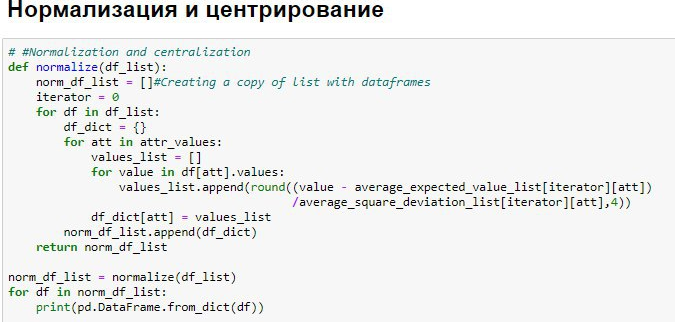 Нормализация и центрирование
# #Normalization and centralization
def normalize(df_list):
    norm_df_list = []#Creating a copy of list with dataframes
    iterator = 0
    for df in df_list:
        df_dict = {}
        for att in attr_values:
            values_list = []
            for value in df[att].values:
                values_list.append(round((value - average_expected_value_list[iterator][att])
                                         /average_square_deviation_list[iterator][att],4))
            df_dict[att] = values_list
        norm_df_list.append(df_dict)
    return norm_df_list
norm_df_list = normalize(df_list)
for df in norm_df_list:
    print(pd.DataFrame.from_dict(df))